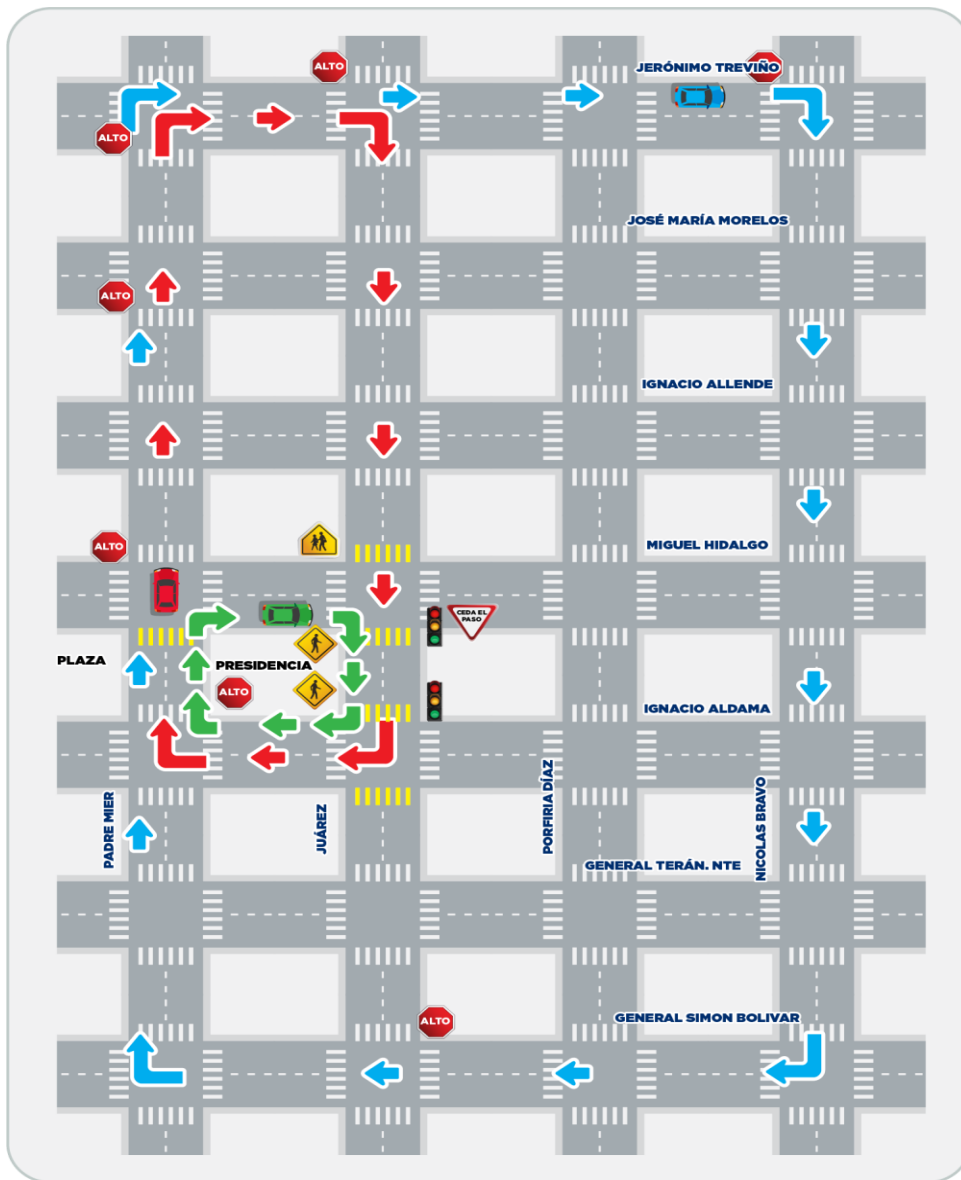 ALTO
JERÓNIMO TREVIÑO
ALTO
JOSÉ MARÍA MORELOS
ALTO
IGNACIO ALLENDE
ALTO
MIGUEL HIDALGO
CEDA EL
PASO
PLAZA
PRESIDENCIA
ALTO
IGNACIO ALDAMA
PADRE MIER
JUÁREZ
PORFIRIA DÍAZ
NICOLAS BRAVO
GENERAL TERÁN. NTE
ALTO
GENERAL SIMON BOLIVAR